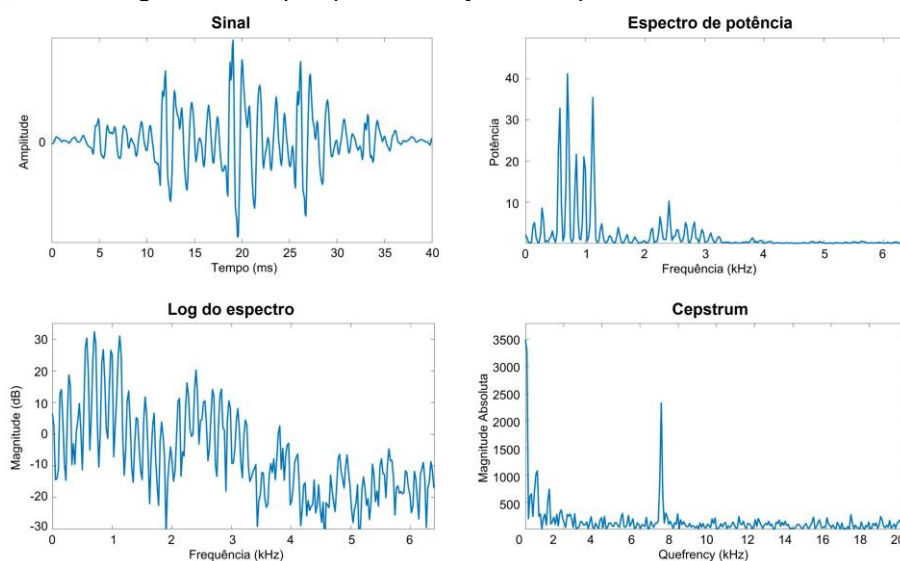 Sinal
Amplitude
0
0 5 10 15 20 25 30 35 40
Tempo (ms)
Espectro de potência
Potência
40
30
20
10
0 1 2 3 4 5 6
Frequência (kHz)
Log do espectro
Magnitude (dB)
30
20
10
0
-10
-20
-30
0 1 2 3 4 5 6
Frequência (kHz)
Cepstrum
Magnitude Absoluta
3500
3000
2500
2000
1500
1000
500
0 2 4 6 8 10 12 14 16 18 20
Quefrency (kHz)